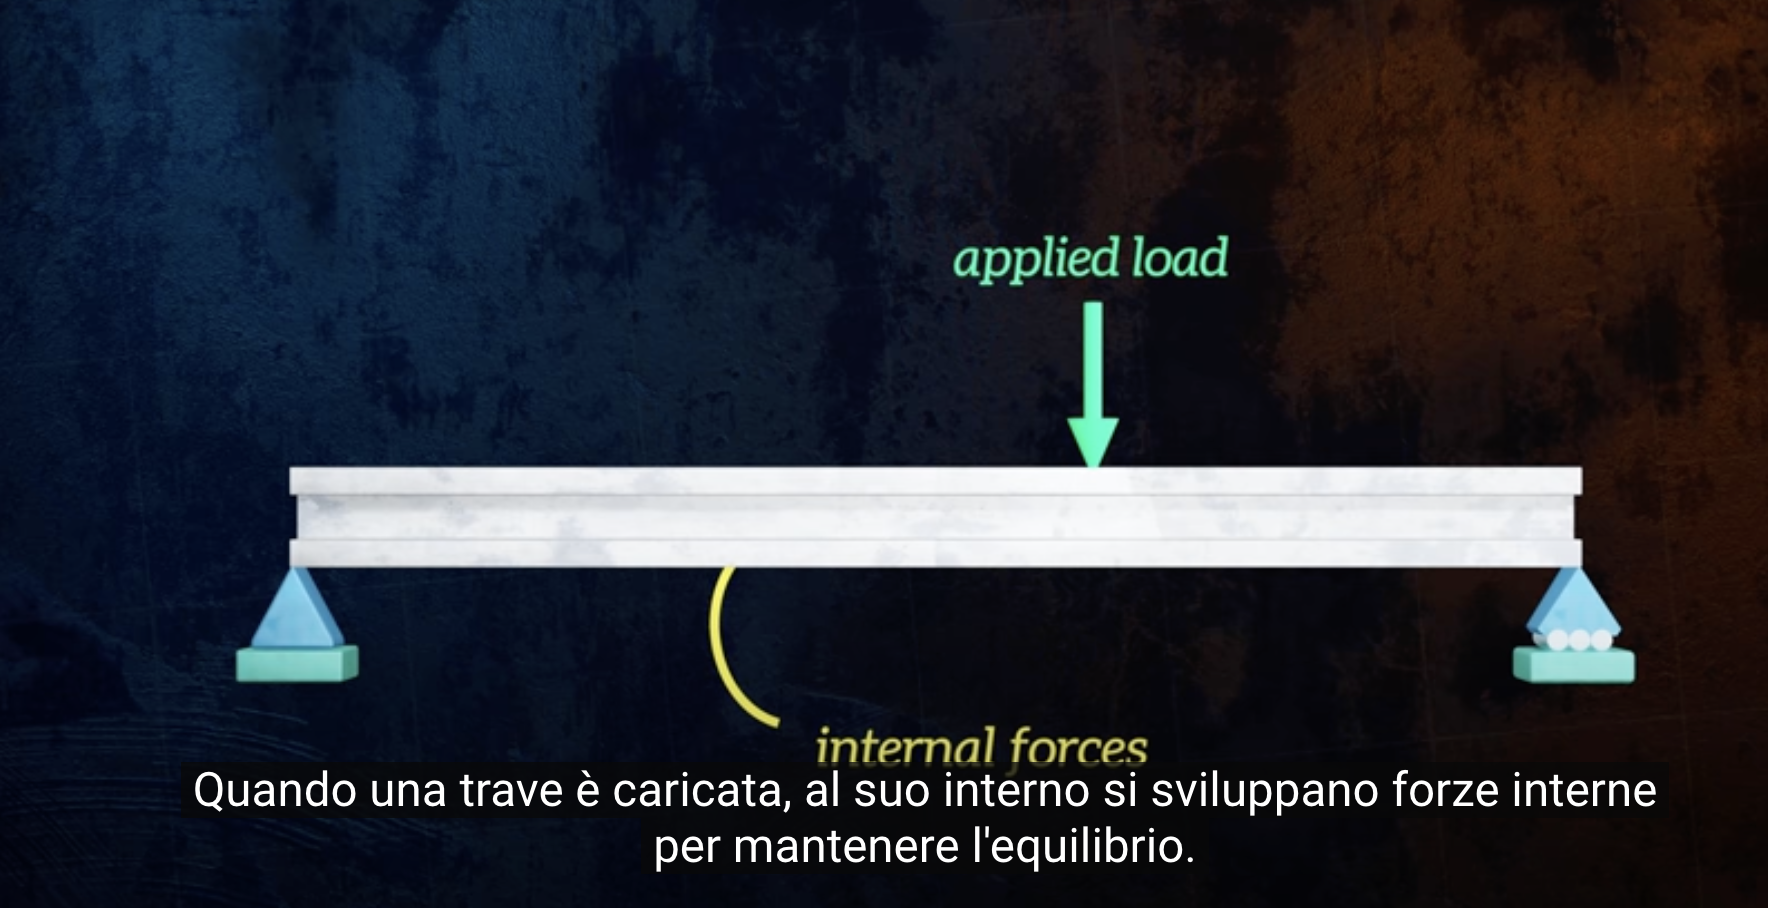 applied load
internal forces
Quando una trave è caricata, al suo interno si sviluppano forze interne
per mantenere l'equilibrio.